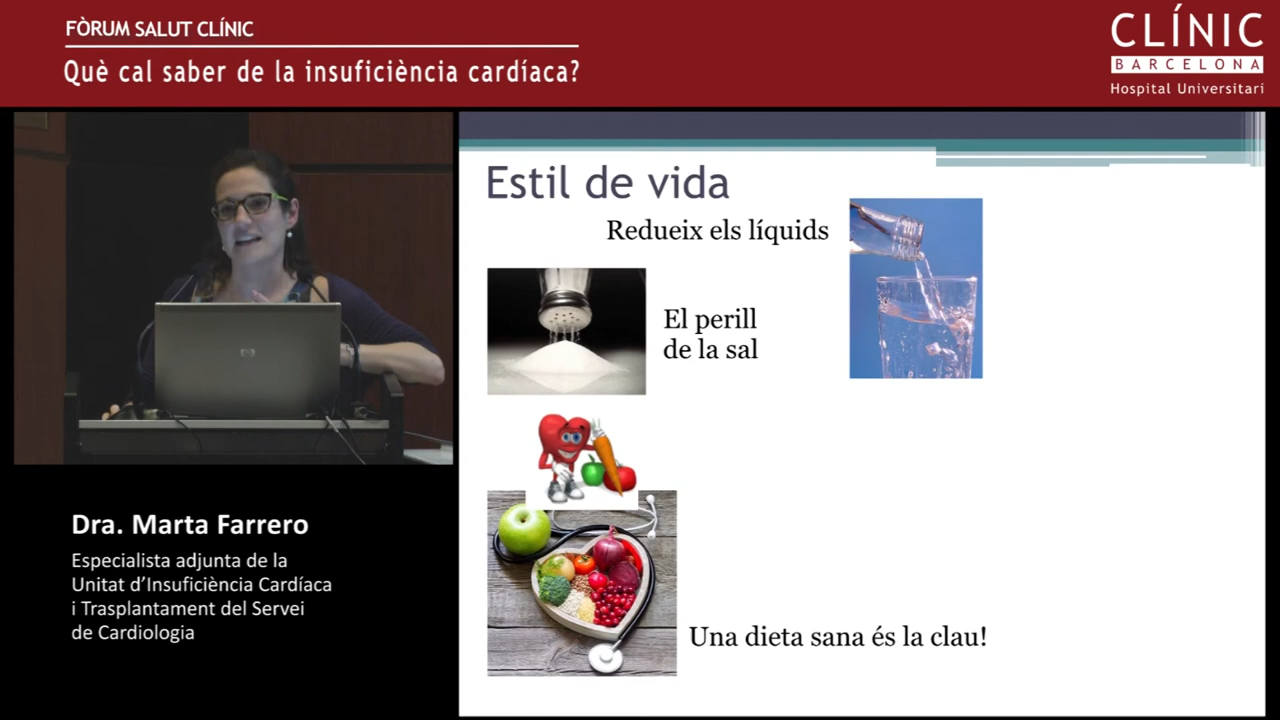 FÒRUM SALUT CLÍNIC
Què cal saber de la insuficiència cardíaca?
CLÍNIC
BARCELONA
Hospital Universitari
Estil de vida
Redueix els líquids
El perill
de la sal
Una dieta sana és la clau!
hp
Dra. Marta Farrero
Especialista adjunta de la
Unitat d'Insuficiència Cardíaca
i Trasplantament del Servei
de Cardiologia